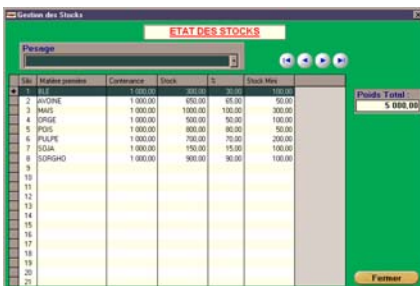 Gestion des Stocks
ETAT DES STOCKS
Pesage
Silo Matière première Contenance Stock % Stock Mini
1 BLE 1 000,00 300,00 30,00 100,00
2 AVOINE 1 000,00 650,00 65,00 50,00
3 MAIS 1 000,00 1000,00 100,00 300,00
4 ORGE 1 000,00 500,00 50,00 100,00
5 POIS 1 000,00 800,00 80,00 50,00
6 PULPE 1 000,00 700,00 70,00 200,00
7 SOJA 1 000,00 150,00 15,00 100,00
8 SORGHO 1 000,00 900,00 90,00 100,00
9
10
11
12
13
14
15
16
17
18
19
20
21
Poids Total :
5 000,00
Fermer